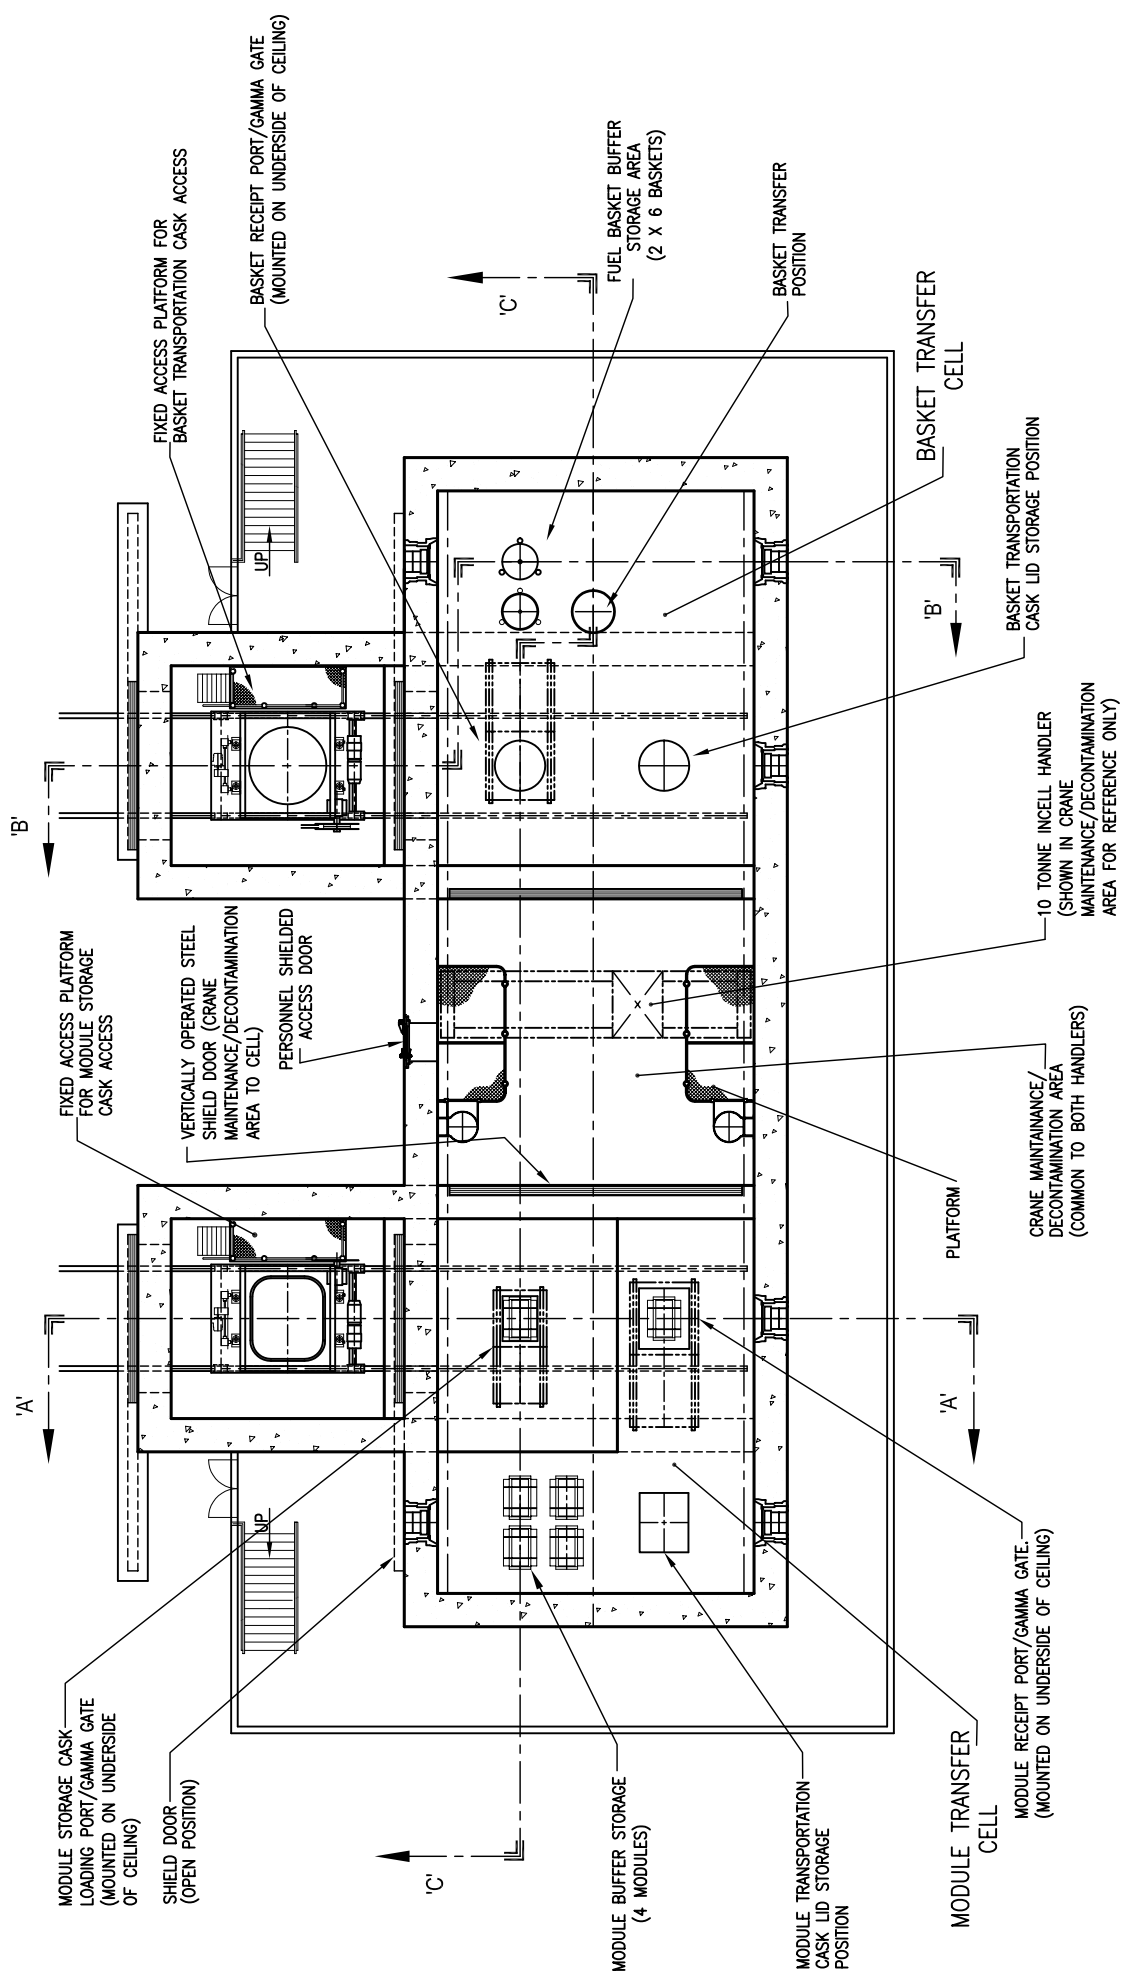 MODULE STORAGE CASK
LOADING PORT/GAMMA GATE
(MOUNTED ON UNDERSIDE
OF CEILING)
SHIELD DOOR
(OPEN POSITION)
'A'
FIXED ACCESS PLATFORM
FOR MODULE STORAGE
CASK ACCESS
VERTICALLY OPERATED STEEL
SHIELD DOOR (CRANE
MAINTENANCE/DECONTAMINATION
AREA TO CELL)
PERSONNEL SHIELDED
ACCESS DOOR
'B'
FIXED ACCESS PLATFORM FOR
BASKET TRANSPORTATION CASK ACCESS
BASKET RECEIPT PORT/GAMMA GATE
(MOUNTED ON UNDERSIDE OF CEILING)
UP
UP
'C'
'C'
FUEL BASKET BUFFER
STORAGE AREA
(2 X 6 BASKETS)
BASKET TRANSFER
POSITION
BASKET TRANSFER
CELL
X
MODULE BUFFER STORAGE
(4 MODULES)
MODULE TRANSPORTATION
CASK LID STORAGE
POSITION
MODULE TRANSFER
CELL
MODULE RECEIPT PORT/GAMMA GATE.
(MOUNTED ON UNDERSIDE OF CEILING)
'A'
PLATFORM
CRANE MAINTAINANCE/
DECONTAMINATION AREA
(COMMON TO BOTH HANDLERS)
10 TONNE INCELL HANDLER
(SHOWN IN CRANE
MAINTENANCE/DECONTAMINATION
AREA FOR REFERENCE ONLY)
BASKET TRANSPORTATION
CASK LID STORAGE POSITION
'B'